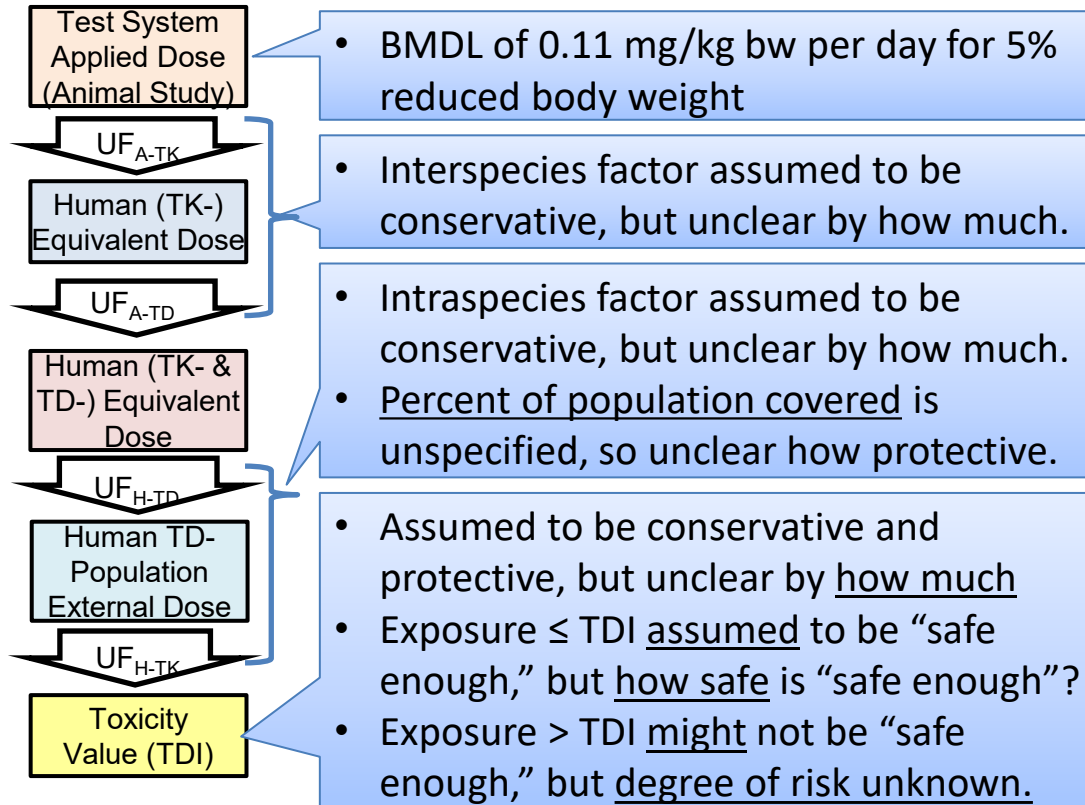 Test System
Applied Dose
(Animal Study)
UFA-TK
Human (TK-)
Equivalent Dose
UFA-TD
Human (TK- &
TD-) Equivalent
Dose
UFH-TD
Human TD-
Population
External Dose
UFH-TK
Toxicity
Value (TDI)
• BMDL of 0.11 mg/kg bw per day for 5%
reduced body weight
• Interspecies factor assumed to be
conservative, but unclear by how much.
• Intraspecies factor assumed to be
conservative, but unclear by how much.
• Percent of population covered is
unspecified, so unclear how protective.
• Assumed to be conservative and
protective, but unclear by how much
• Exposure ≤ TDI assumed to be “safe
enough,” but how safe is “safe enough”?
• Exposure > TDI might not be “safe
enough,” but degree of risk unknown.